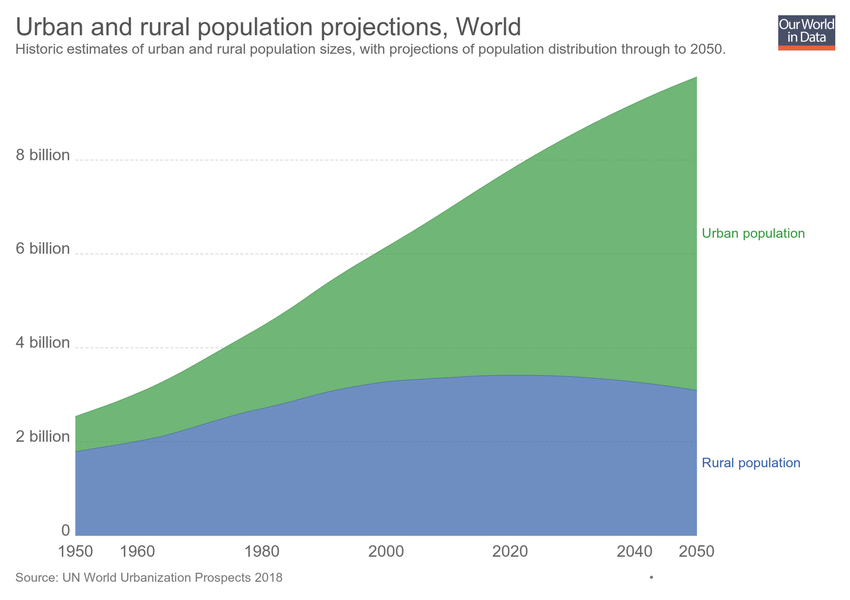 Urban and rural population projections, World
Historic estimates of urban and rural population sizes, with projections of population distribution through to 2050.
Our World
in Data
8 billion
6 billion
4 billion
2 billion
0
Urban population
Rural population
1950 1960 1980 2000 2020 2040 2050
Source: UN World Urbanization Prospects 2018